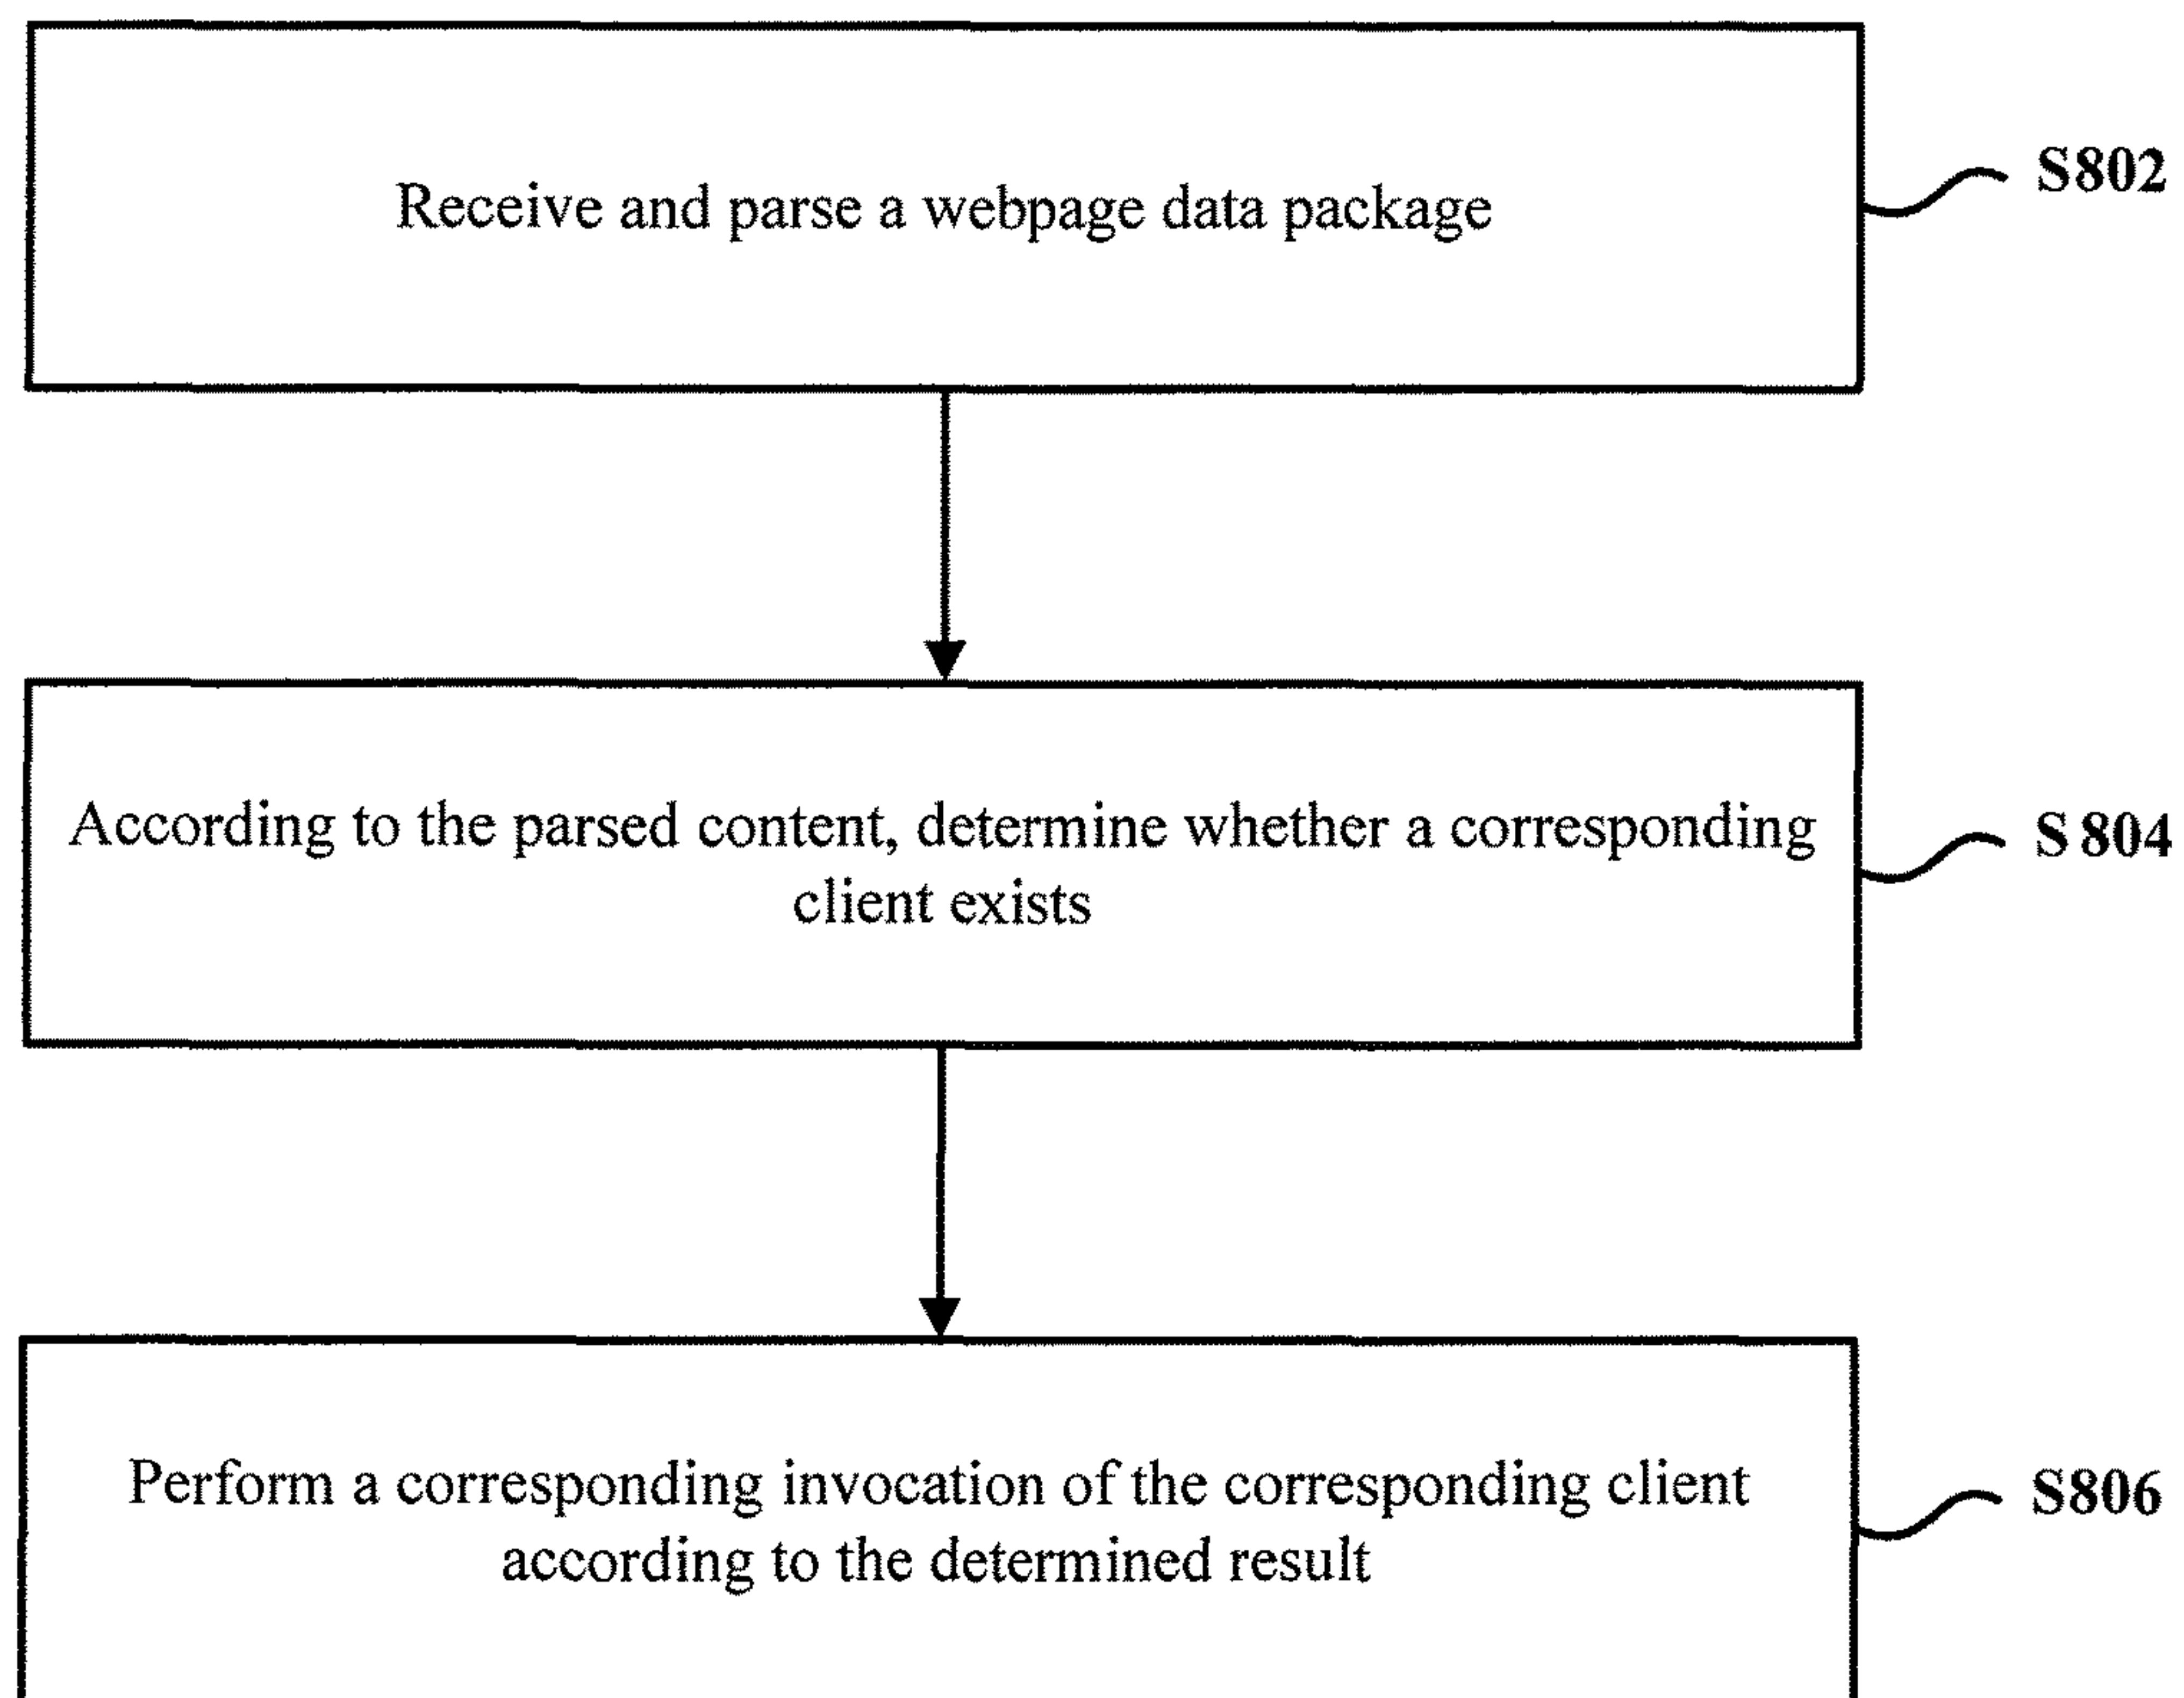 Receive and parse a webpage data package
S802
According to the parsed content, determine whether a corresponding
client exists
S 804
Perform a corresponding invocation of the corresponding client
according to the determined result
S806